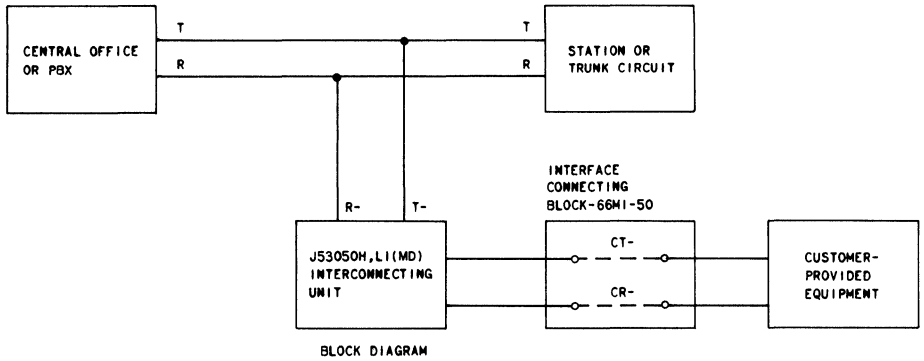 CENTRAL OFFICE
OR PBX
T
R
T
R
STATION OR
TRUNK CIRCUIT
R-
T-
J53050H,L1(MD)
INTERCONNECTING
UNIT
INTERFACE
CONNECTING
BLOCK-66M1-50
CT-
CR-
CUSTOMER-
PROVIDED
EQUIPMENT
BLOCK DIAGRAM